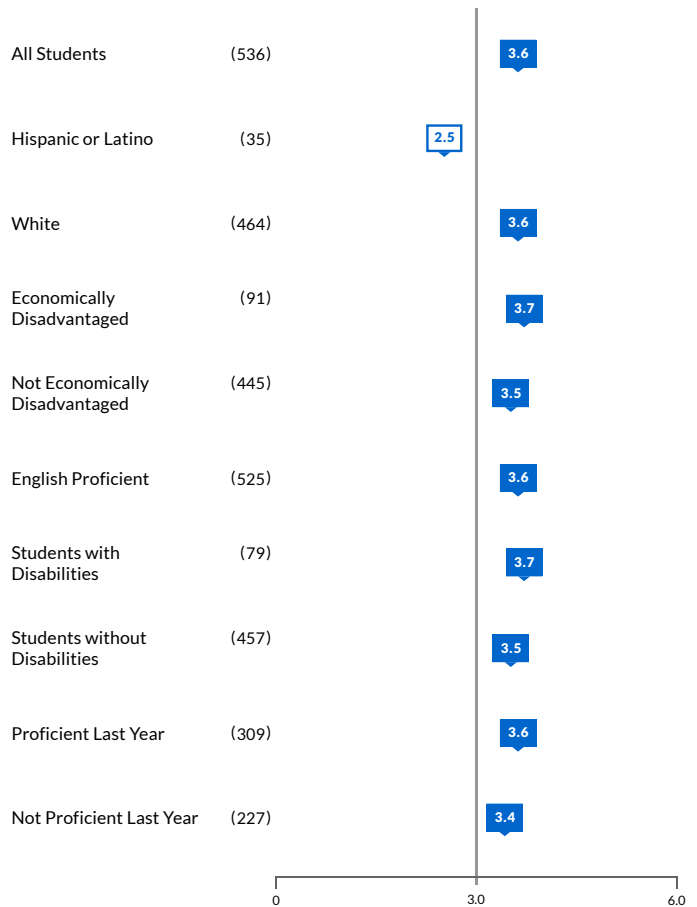 All Students (536) 3.6
Hispanic or Latino (35) 2.5
White (464) 3.6
Economically (91)
Disadvantaged 3.7
Not Economically (445)
Disadvantaged 3.5
English Proficient (525) 3.6
Students with (79)
Disabilities 3.7
Students without (457)
Disabilities 3.5
Proficient Last Year (309) 3.6
Not Proficient Last Year (227) 3.4
0 3.0 6.0